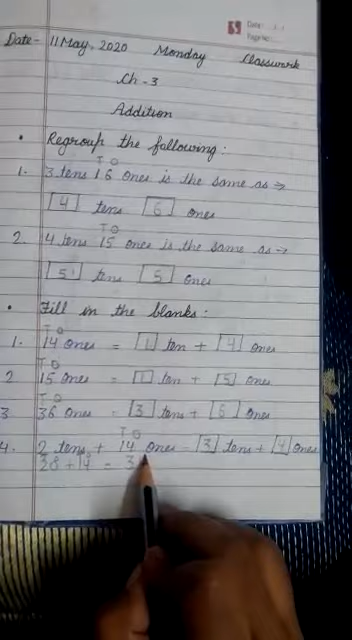 Date
Page No.
Date- 11 May, 2020 Monday Classwork
Ch-3
Addition
• Regroup the following:
T O
1. 3 tens 16 ones is the same as →
4 tens 6 ones
T O
2. 4 tens 15 ones is the same as →
5 tens 5 ones
• Fill in the blanks:
T O
1. 14 ones = 1 ten + 4 ones
T O
2 15 ones = 1 ten + 5 ones
T O
3. 36 ones = 3 tens + 6 ones
T O
4. 2 tens + 14 ones = 3 tens + 4 ones
20 + 14 = 3